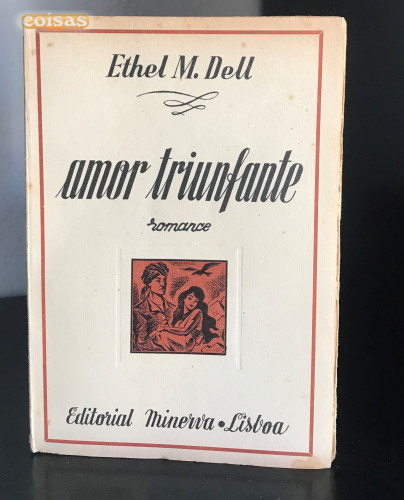 coisas
Ethel M. Dell
amor triunfante
romance
Editorial Minerva • Lisboa